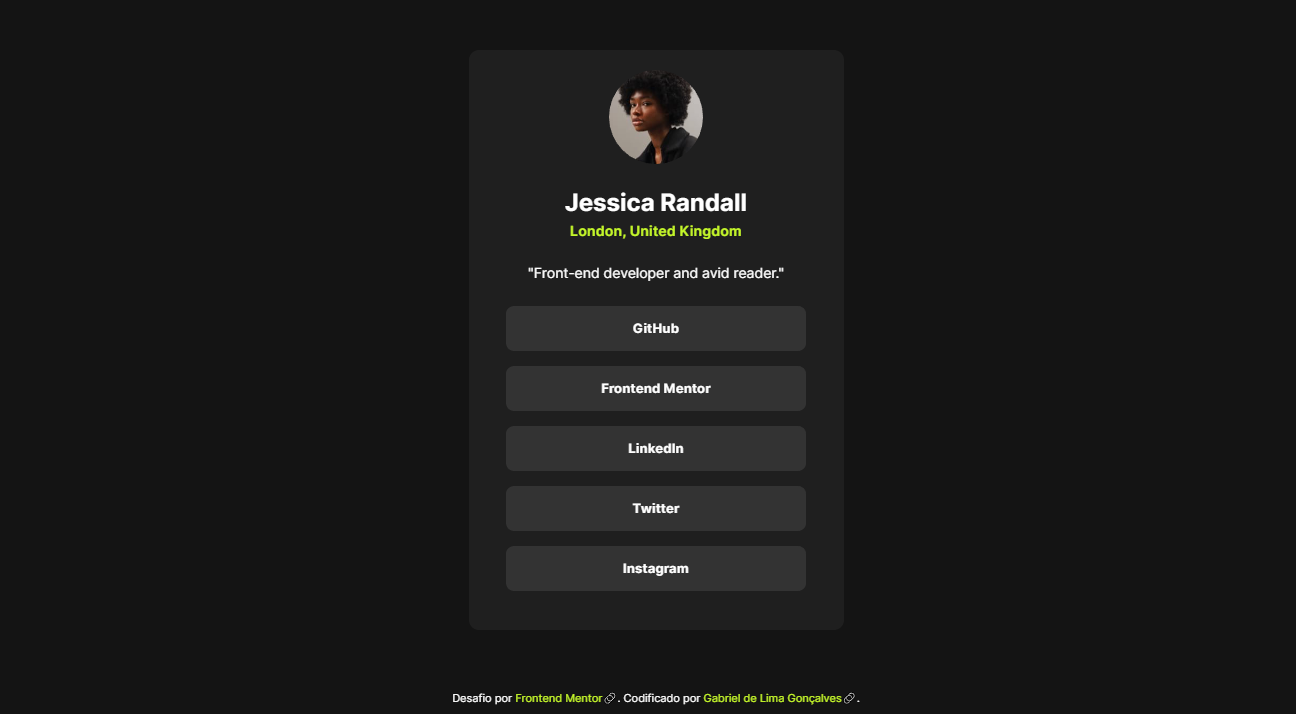 Jessica Randall
London, United Kingdom
"Front-end developer and avid reader."
GitHub
Frontend Mentor
LinkedIn
Twitter
Instagram
Desafio por Frontend Mentor. Codificado por Gabriel de Lima Gonçalves.